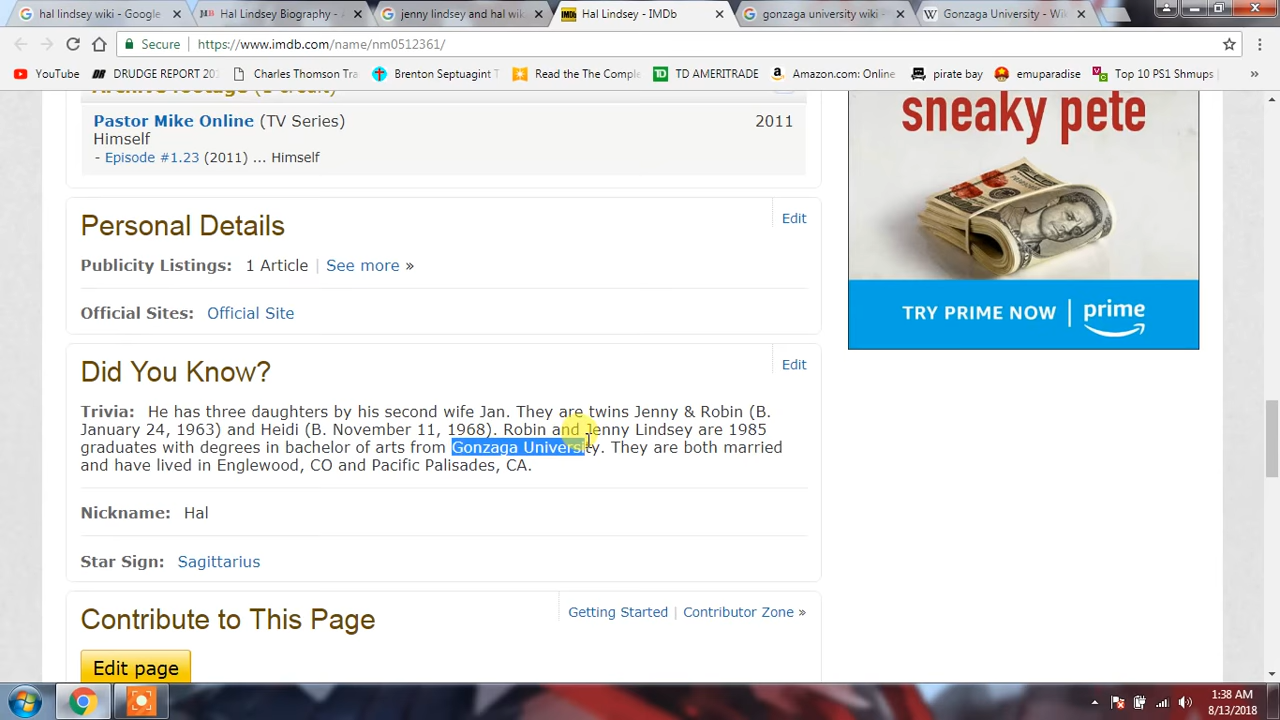 hal lindsey wiki - Google
Hal Lindsey Biography -
jenny lindsey and hal wil
Hal Lindsey - IMDb
gonzaga university wiki -
Gonzaga University - Wik
Secure
https://www.imdb.com/name/nm0512361/
YouTube
DRUDGE REPORT 20
Charles Thomson Tra
Brenton Septuagint T
Read the The Comple
TD AMERITRADE
Amazon.com: Online
pirate bay
emuparadise
Top 10 PS1 Shmups
»
Archive footage (1 credit)
Pastor Mike Online (TV Series) 2011
Himself
- Episode #1.23 (2011) ... Himself
sneaky pete
TRY PRIME NOW | prime
Personal Details
Edit
Publicity Listings: 1 Article | See more »
Official Sites: Official Site
Did You Know?
Edit
Trivia: He has three daughters by his second wife Jan. They are twins Jenny & Robin (B.
January 24, 1963) and Heidi (B. November 11, 1968). Robin and Jenny Lindsey are 1985
graduates with degrees in bachelor of arts from Gonzaga University. They are both married
and have lived in Englewood, CO and Pacific Palisades, CA.
Nickname: Hal
Star Sign: Sagittarius
Contribute to This Page
Getting Started | Contributor Zone »
Edit page
1:38 AM
8/13/2018